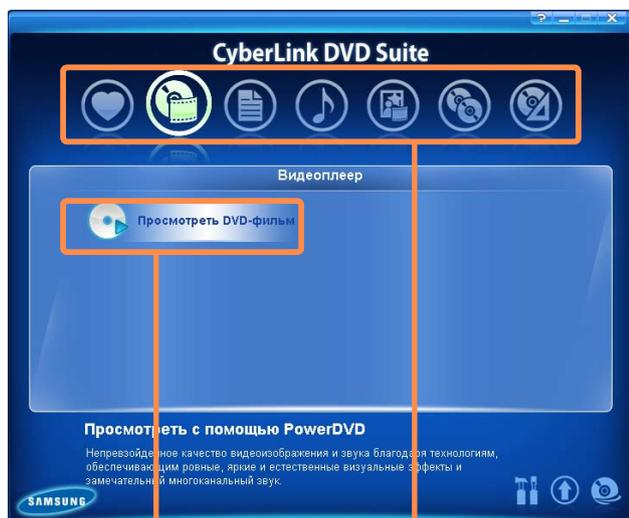 CyberLink DVD Suite
Видеоплеер
Просмотреть DVD-фильм
Просмотреть с помощью PowerDVD
Непревзойденное качество видеоизображения и звука благодаря технологиям,
обеспечивающим ровные, яркие и естественные визуальные эффекты и
замечательный многоканальный звук.
SAMSUNG